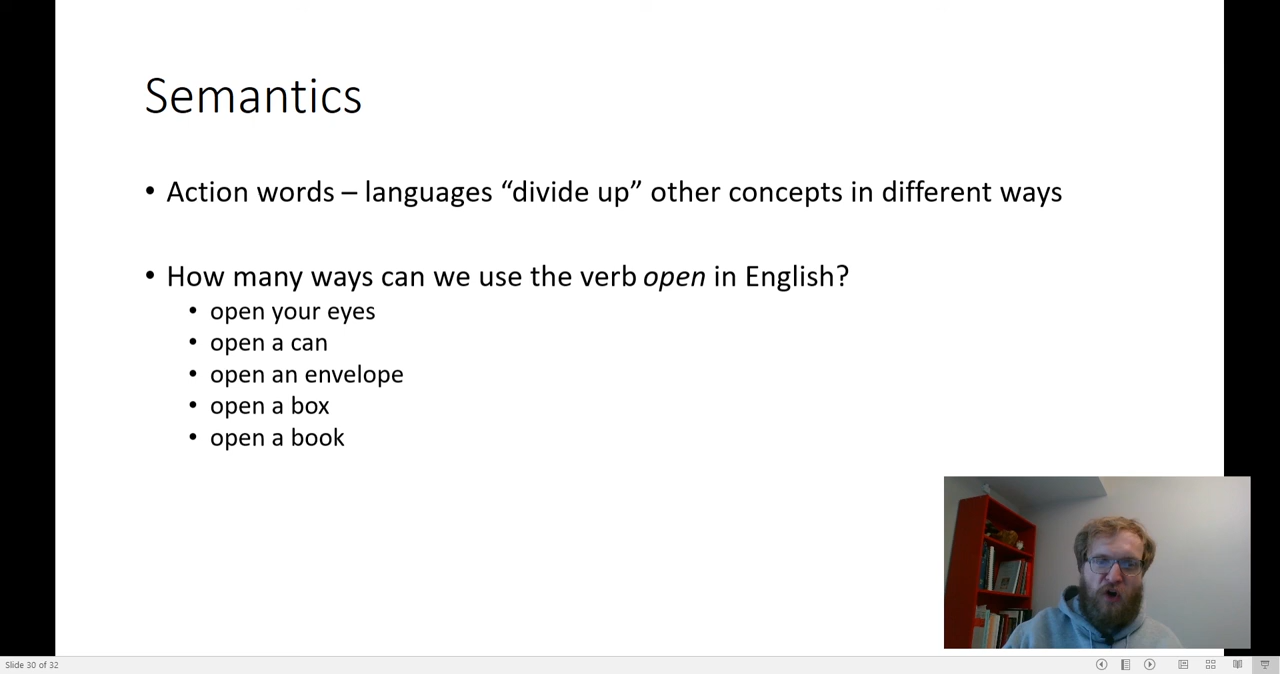 Semantics
• Action words – languages “divide up” other concepts in different ways
• How many ways can we use the verb open in English?
• open your eyes
• open a can
• open an envelope
• open a box
• open a book
Slide 30 of 32